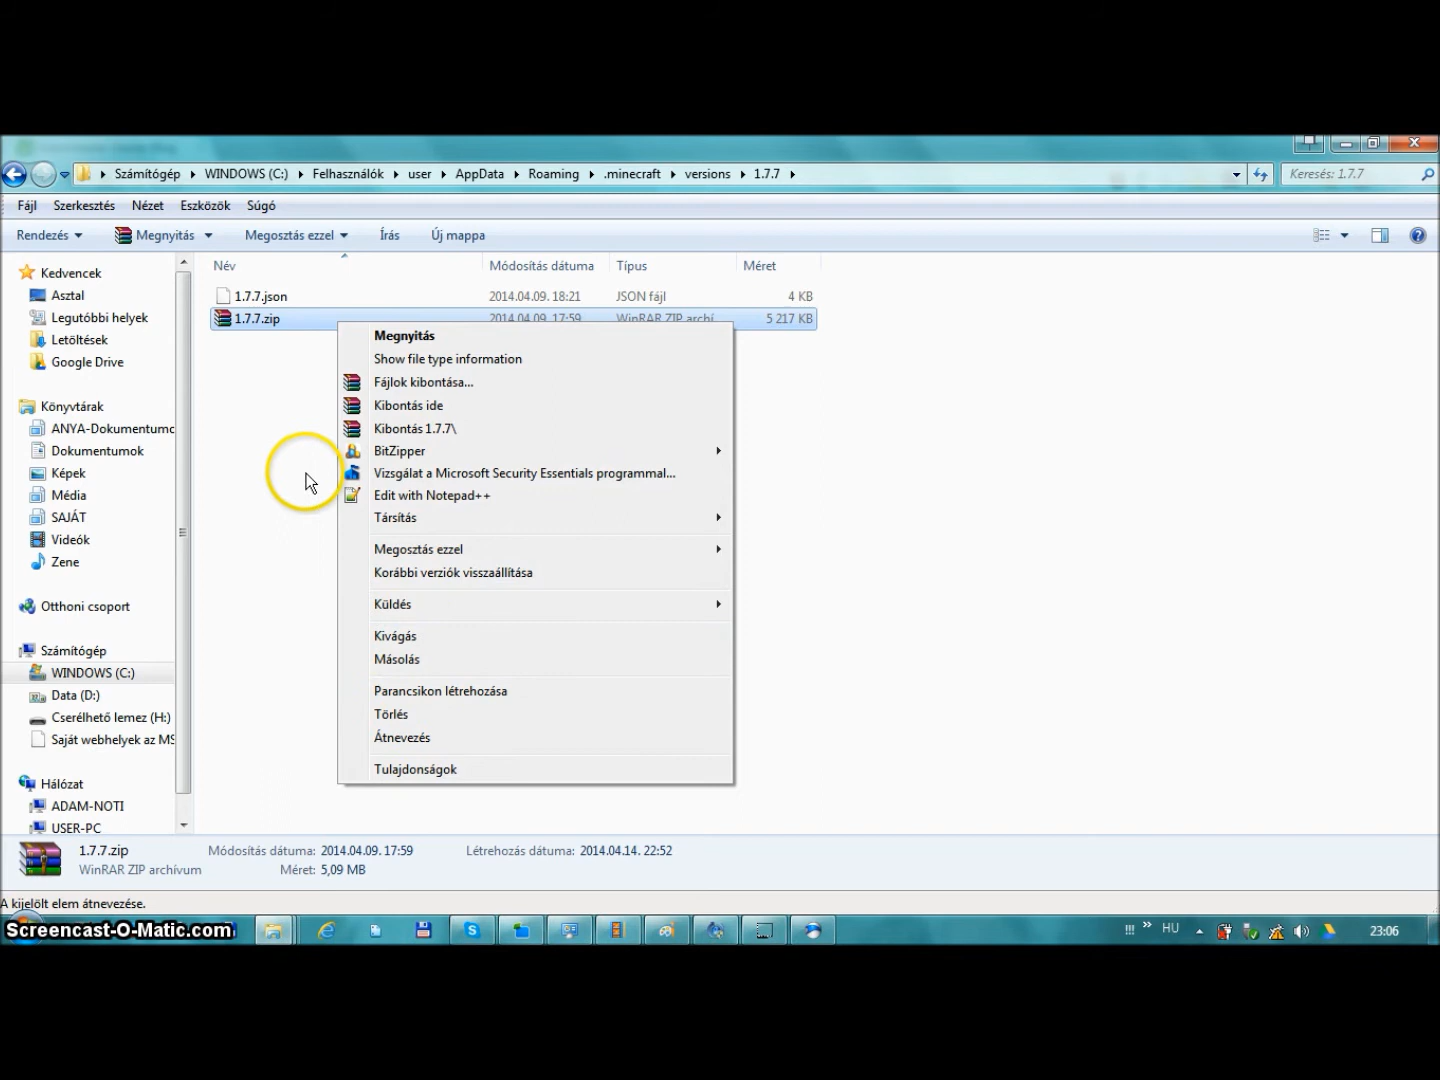 Számítógép WINDOWS (C:) Felhasználók user AppData Roaming .minecraft versions 1.7.7 Keresés: 1.7.7
Fájl Szerkesztés Nézet Eszközök Súgó
Rendezés Megnyitás Megosztás ezzel Írás Új mappa
Név Módosítás dátuma Típus Méret
1.7.7.json 2014.04.09. 18:21 JSON fájl 4 KB
1.7.7.zip 2014.04.09. 17:59 WinRAR ZIP archí... 5 217 KB
Kedvencek
Asztal
Legutóbbi helyek
Letöltések
Google Drive
Könyvtárak
ANYA-Dokumentumo
Dokumentumok
Képek
Média
SAJÁT
Videók
Zene
Otthoni csoport
Számítógép
WINDOWS (C:)
Data (D:)
Cserélhető lemez (H:)
Saját webhelyek az MS
Hálózat
ADAM-NOTI
USER-PC
Megnyitás
Show file type information
Fájlok kibontása...
Kibontás ide
Kibontás 1.7.7\
BitZipper
Vizsgálat a Microsoft Security Essentials programmal...
Edit with Notepad++
Társítás
Megosztás ezzel
Korábbi verziók visszaállítása
Küldés
Kivágás
Másolás
Parancsikon létrehozása
Törlés
Átnevezés
Tulajdonságok
1.7.7.zip Módosítás dátuma: 2014.04.09. 17:59 Létrehozás dátuma: 2014.04.14. 22:52
WinRAR ZIP archívum Méret: 5,09 MB
A kijelölt elem átnevezése.
Screencast-O-Matic.com HU 23:06